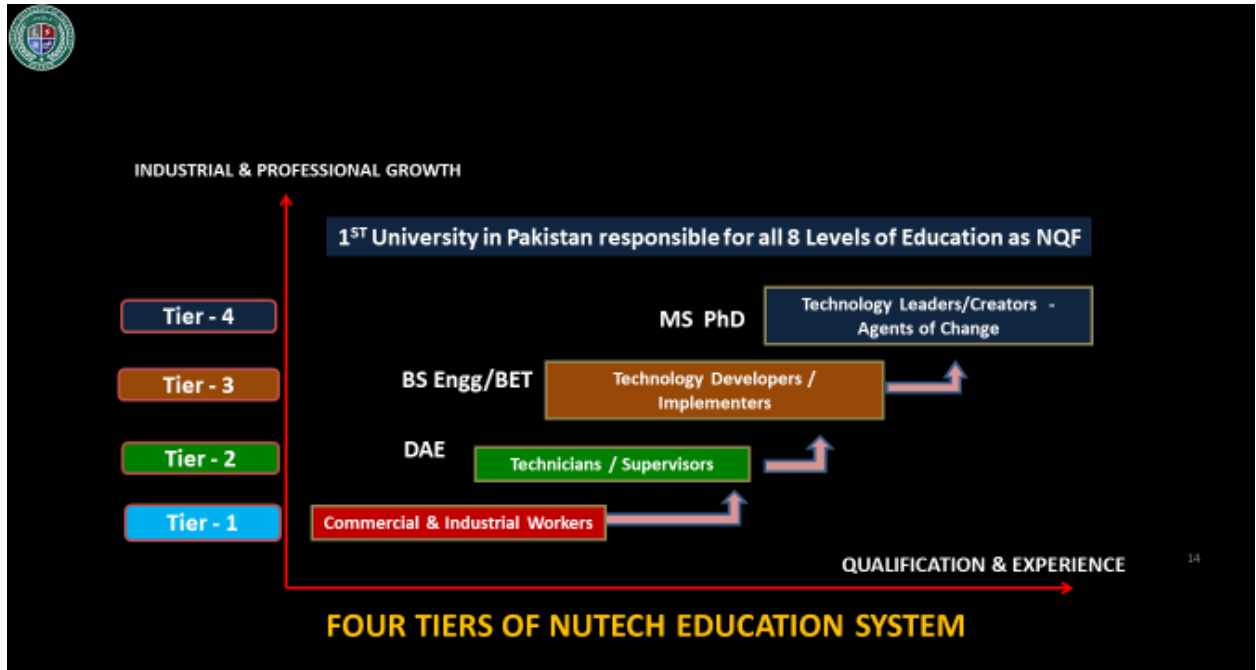 INDUSTRIAL & PROFESSIONAL GROWTH
1ST University in Pakistan responsible for all 8 Levels of Education as NQF
Tier - 4
MS PhD
Technology Leaders/Creators -
Agents of Change
Tier - 3
BS Engg/BET
Technology Developers /
Implementers
Tier - 2
DAE
Technicians / Supervisors
Tier - 1
Commercial & Industrial Workers
QUALIFICATION & EXPERIENCE
14
FOUR TIERS OF NUTECH EDUCATION SYSTEM